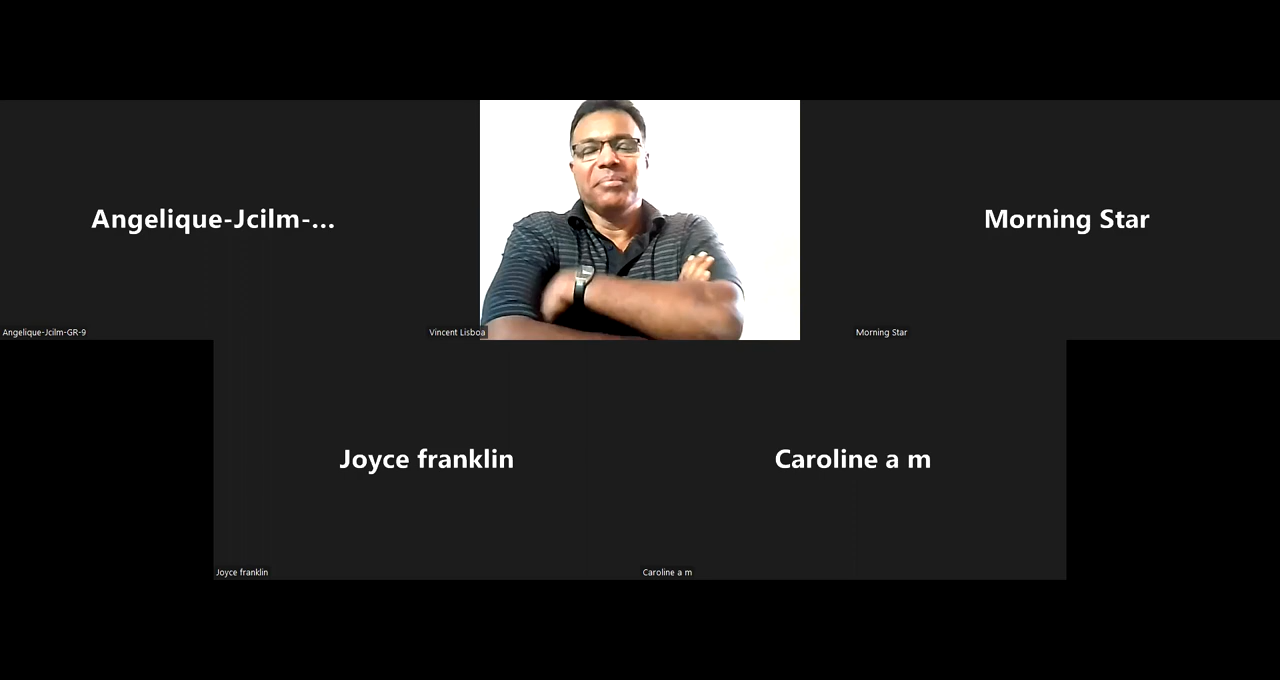 Angelique-Jcilm-...
Morning Star
Angelique-Jcilm-GR-9
Vincent Lisboa
Morning Star
Joyce franklin
Caroline a m
Joyce franklin
Caroline a m